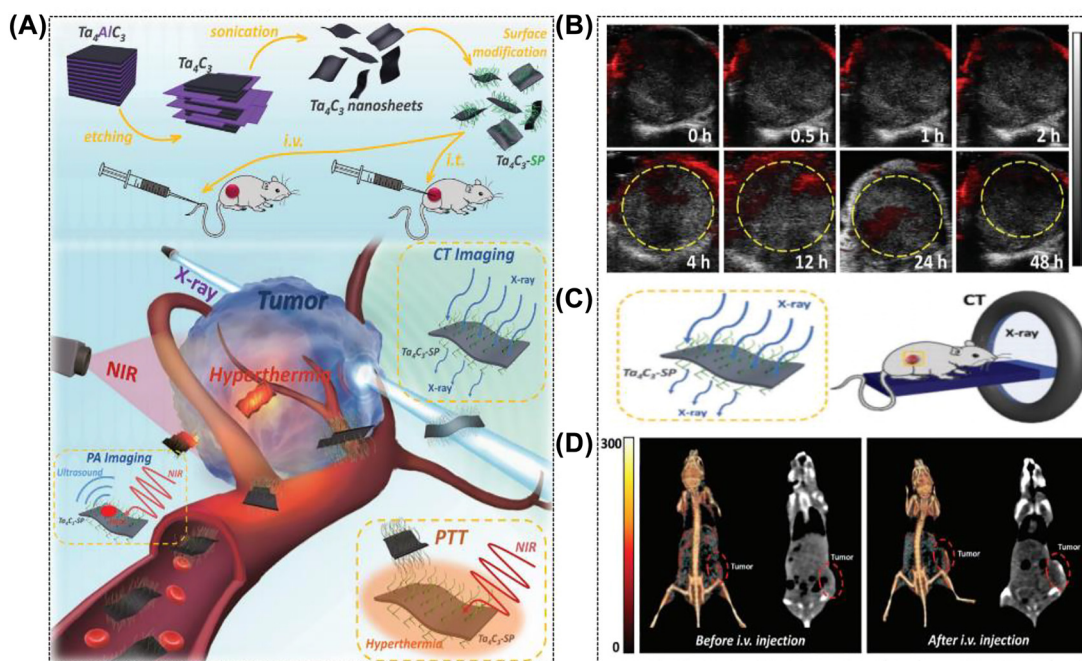 (A)
Ta₄AlC₃
sonication
Surface
modification
Ta₄C₃
Ta₄C₃ nanosheets
etching
i.v.
i.t.
Ta₄C₃-SP
X-ray
Tumor
CT Imaging
X-ray
NIR
Hyperthermia
Ta₄C₃-SP
X-ray
PA Imaging
Ultrasound
NIR
Ta₄C₃-SP
PTT
NIR
Hyperthermia
Ta₄C₃-SP
(B)
0 h
0.5 h
1 h
2 h
4 h
12 h
24 h
48 h
(C)
X-ray
CT
X-ray
Ta₄C₃-SP
X-ray
(D)
300
0
Tumor
Tumor
Tumor
Tumor
Before i.v. injection
After i.v. injection